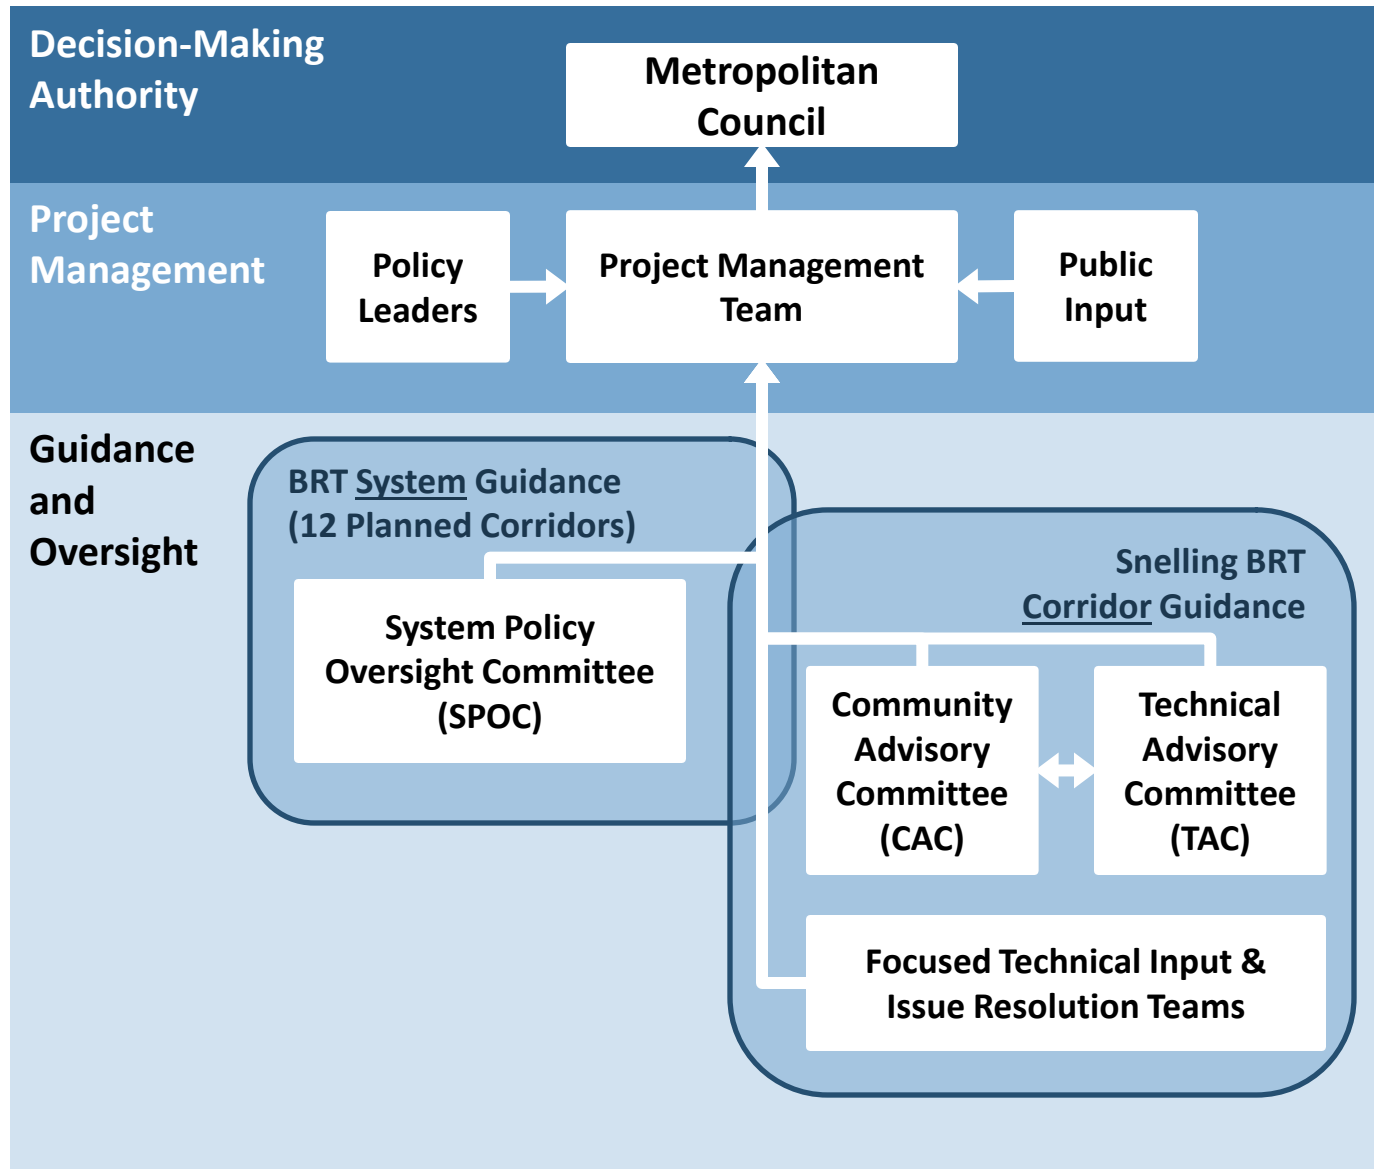 Decision-Making
Authority
Metropolitan
Council
Project
Management
Policy
Leaders
Project Management
Team
Public
Input
Guidance
and
Oversight
BRT System Guidance
(12 Planned Corridors)
System Policy
Oversight Committee
(SPOC)
Snelling BRT
Corridor Guidance
Community
Advisory
Committee
(CAC)
Technical
Advisory
Committee
(TAC)
Focused Technical Input &
Issue Resolution Teams